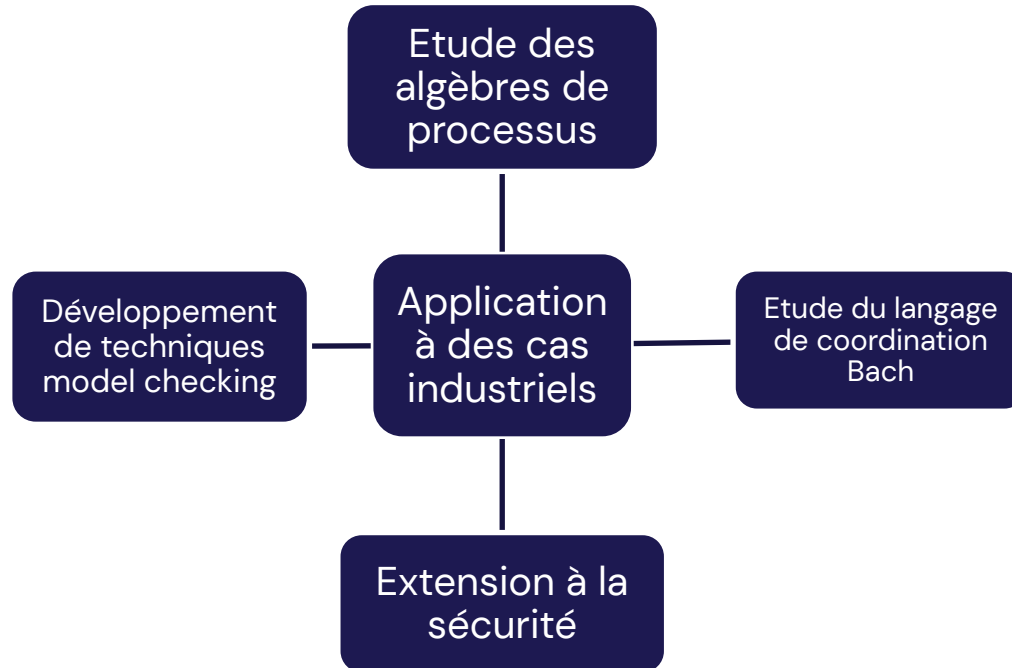 Etude des
algèbres de
processus
Développement
de techniques
model checking
Application
à des cas
industriels
Etude du langage
de coordination
Bach
Extension à la
sécurité